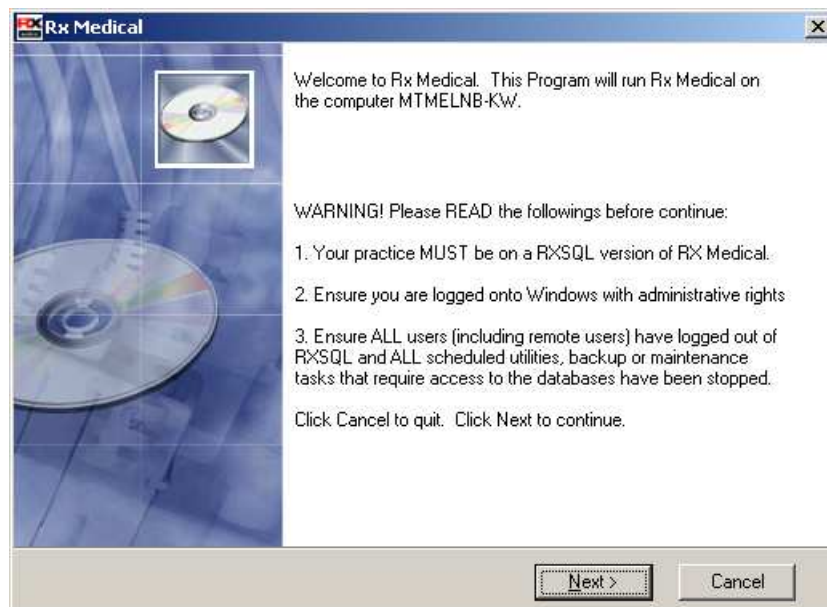 Rx Medical
Welcome to Rx Medical. This Program will run Rx Medical on
the computer MTMELNB-KW.
WARNING! Please READ the followings before continue:
1. Your practice MUST be on a RXSQL version of RX Medical.
2. Ensure you are logged onto Windows with administrative rights
3. Ensure ALL users (including remote users) have logged out of
RXSQL and ALL scheduled utilities, backup or maintenance
tasks that require access to the databases have been stopped.
Click Cancel to quit. Click Next to continue.
Next >
Cancel